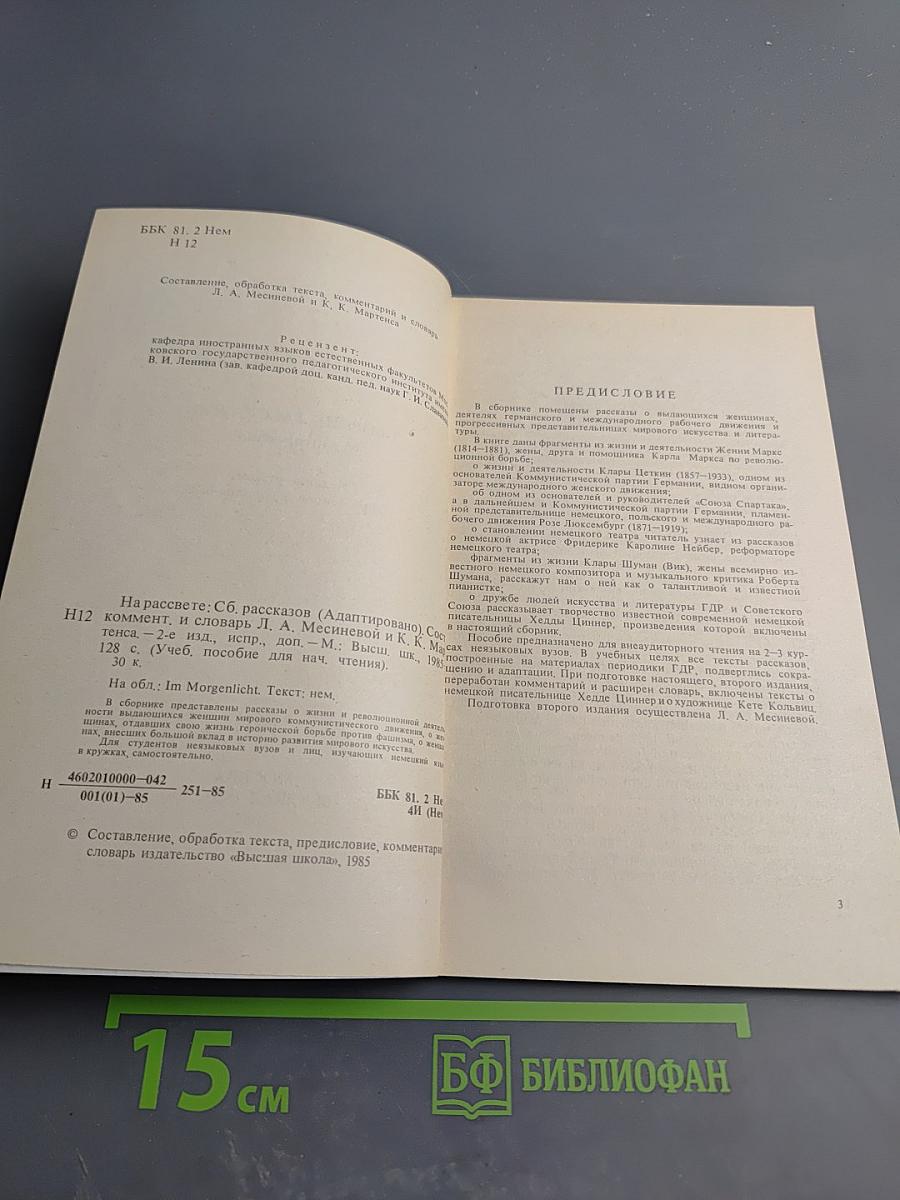 ББК 81. 2 Нем
Н 12
Составление, обработка текста, комментарий и словарь
Л. А. Месиневой и К. К. Мартенса
Рецензент:
кафедра иностранных языков естественных факультетов Мос
ковского государственного педагогического института имени
В. И. Ленина (зав. кафедрой доц. канд. пед. наук Г. И.
На рассвете: Сб. рассказов (Адаптировано). Сост
Н12 коммент. и словарь Л. А. Месиневой и К. К. Мар
тенса. — 2-е изд., испр., доп. — М.: Высш. шк., 1985
128 с. (Учеб. пособие для нач. чтения).
30 к.
На обл.: Im Morgenlicht. Текст: нем.
В сборнике представлены рассказы о жизни и революционной деятель
ности выдающихся женщин мирового коммунистического движения, о жен
щинах, отдавших свою жизнь героической борьбе против фашизма, о женщи
нах, внесших большой вклад в историю развития мирового искусства.
Для студентов неязыковых вузов и лиц, изучающих немецкий язы
в кружках, самостоятельно.
Н 4602010000—042
001(01)—85 251—85
ББК 81. 2 Не
4И (Нем
© Составление, обработка текста, предисловие, комментари
словарь издательство «Высшая школа», 1985
ПРЕДИСЛОВИЕ
В сборнике помещены рассказы о выдающихся женщинах,
деятелях германского и международного рабочего движения и
прогрессивных представительницах мирового искусства и литера-
туры.
В книге даны фрагменты из жизни и деятельности Женни Маркс
(1814—1881), жены, друга и помощника Карла Маркса по револю-
ционной борьбе;
о жизни и деятельности Клары Цеткин (1857—1933), одном из
основателей Коммунистической партии Германии, видном органи-
заторе международного женского движения;
об одном из основателей и руководителей «Союза Спартака»,
а в дальнейшем и Коммунистической партии Германии, пламен-
ной представительнице немецкого, польского и международного ра-
бочего движения Розе Люксембург (1871—1919);
о становлении немецкого театра читатель узнает из рассказов
о немецкой актрисе Фридерике Каролине Нейбер, реформаторе
немецкого театра;
фрагменты из жизни Клары Шуман (Вик), жены всемирно из-
вестного немецкого композитора и музыкального критика Роберта
Шумана, расскажут нам о ней как о талантливой и известной
пианистке;
о дружбе людей искусства и литературы ГДР и Советского
Союза рассказывает творчество известной современной немецкой
писательницы Хедды Циннер, произведения которой включены
в настоящий сборник.
Пособие предназначено для внеаудиторного чтения на 2—3 кур-
сах неязыковых вузов. В учебных целях все тексты рассказов,
построенные на материалах периодики ГДР, подверглись сокра-
щению и адаптации. При подготовке настоящего, второго издания,
переработан комментарий и расширен словарь, включены тексты о
немецкой писательнице Хедде Циннер и о художнице Кете Кольвиц.
Подготовка второго издания осуществлена Л. А. Месиневой.
3
15 см
БФ БИБЛИОФАН